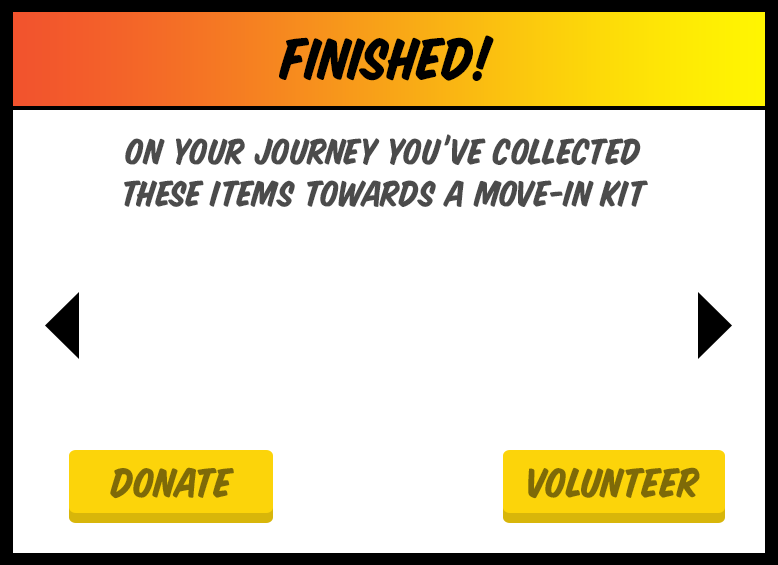 FINISHED!
ON YOUR JOURNEY YOU'VE COLLECTED
THESE ITEMS TOWARDS A MOVE-IN KIT
DONATE
VOLUNTEER